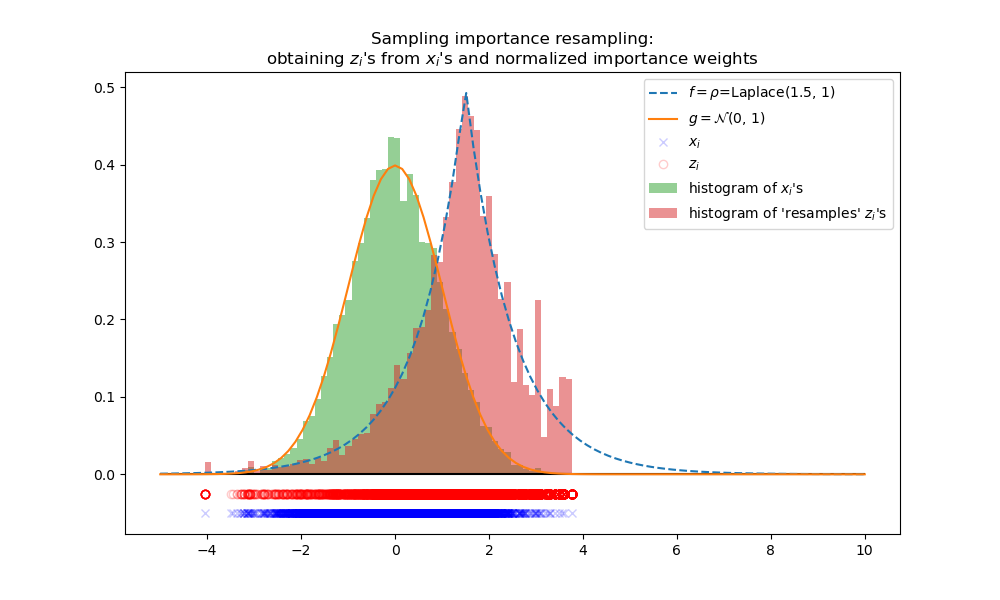 Sampling importance resampling:
obtaining $z_i$'s from $x_i$'s and normalized importance weights
0.5
0.4
0.3
0.2
0.1
0.0
$f = \rho$=Laplace(1.5, 1)
$g = \mathcal{N}(0, 1)$
$x_i$
$z_i$
histogram of $x_i$'s
histogram of 'resamples' $z_i$'s
−4 −2 0 2 4 6 8 10